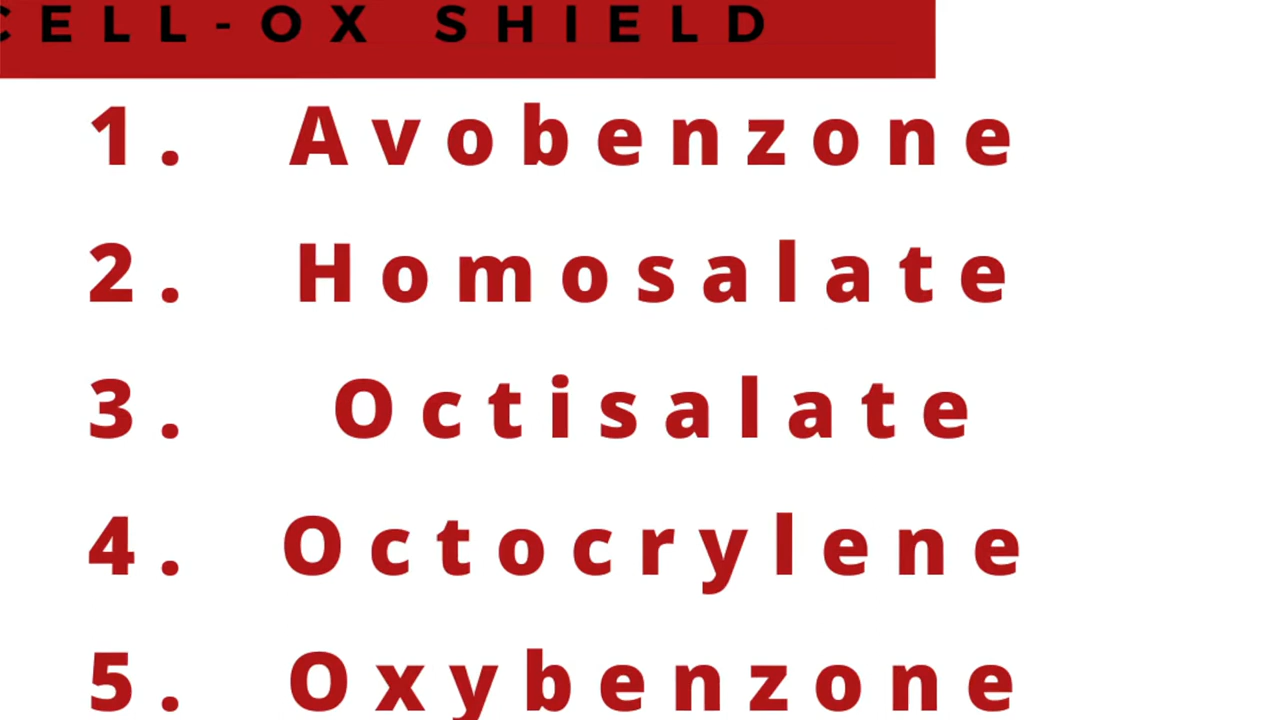 CELL-OX SHIELD
1. Avobenzone
2. Homosalate
3. Octisalate
4. Octocrylene
5. Oxybenzone